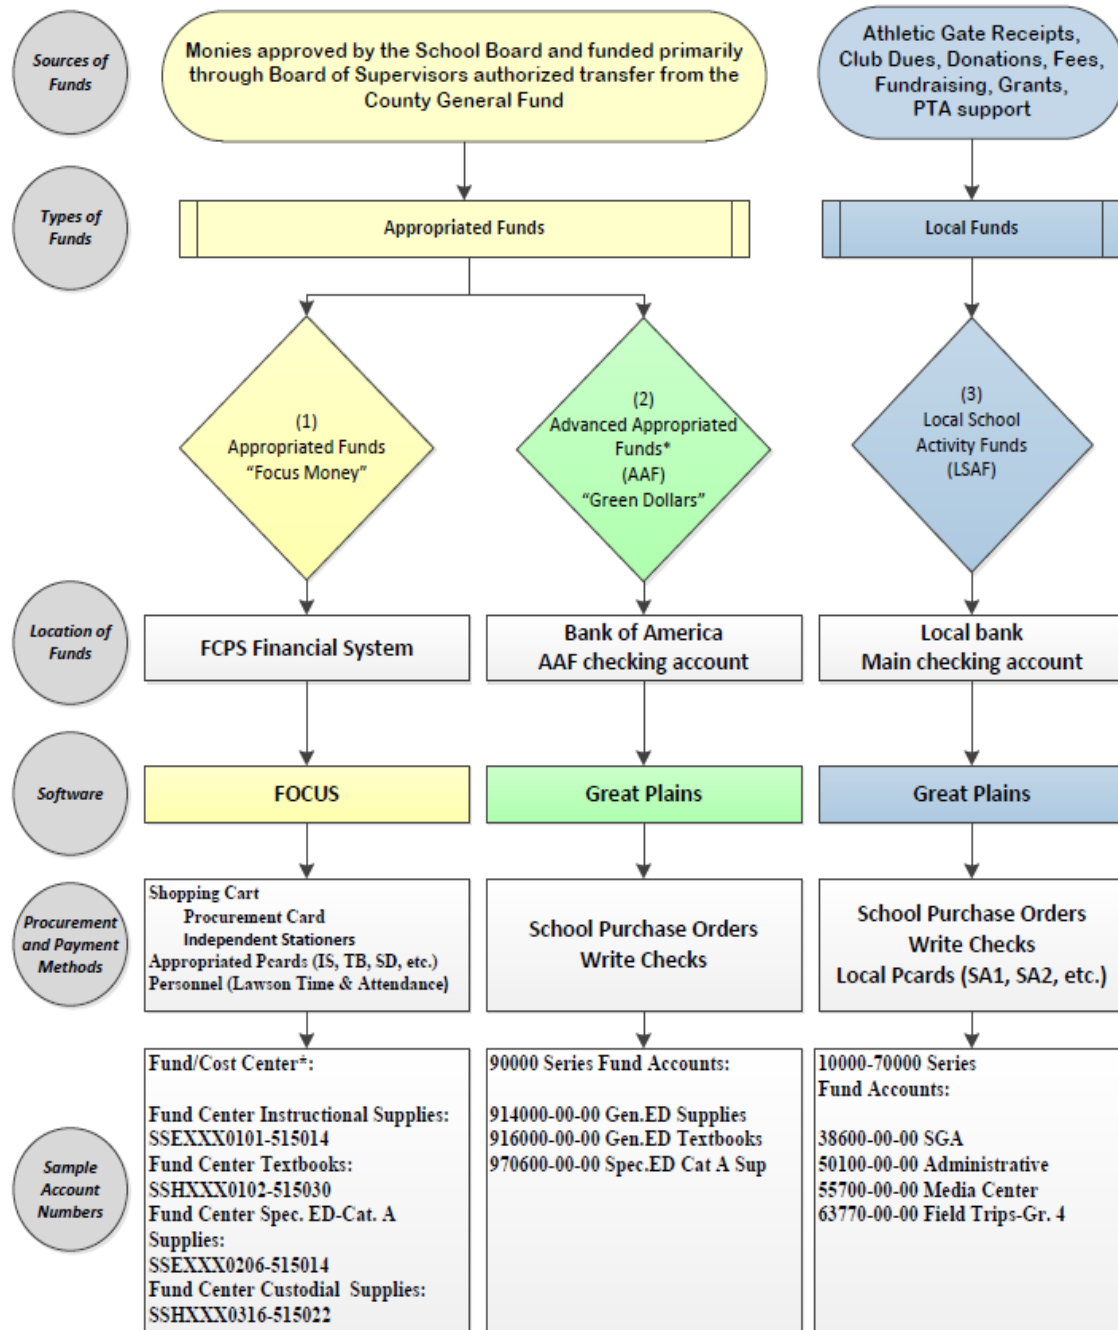 Sources of
Funds
Monies approved by the School Board and funded primarily
through Board of Supervisors authorized transfer from the
County General Fund
Athletic Gate Receipts,
Club Dues, Donations, Fees,
Fundraising, Grants,
PTA support
Types of
Funds
Appropriated Funds
Local Funds
(1)
Appropriated Funds
“Focus Money”
(2)
Advanced Appropriated
Funds*
(AAF)
“Green Dollars”
(3)
Local School
Activity Funds
(LSAF)
Location of
Funds
FCPS Financial System
Bank of America
AAF checking account
Local bank
Main checking account
Software
FOCUS
Great Plains
Great Plains
Procurement
and Payment
Methods
Shopping Cart
Procurement Card
Independent Stationers
Appropriated Pcards (IS, TB, SD, etc.)
Personnel (Lawson Time & Attendance)
School Purchase Orders
Write Checks
School Purchase Orders
Write Checks
Local Pcards (SA1, SA2, etc.)
Sample
Account
Numbers
Fund/Cost Center*:
Fund Center Instructional Supplies:
SSEXXX0101-515014
Fund Center Textbooks:
SSHXXX0102-515030
Fund Center Spec. ED-Cat. A
Supplies:
SSEXXX0206-515014
Fund Center Custodial Supplies:
SSHXXX0316-515022
90000 Series Fund Accounts:
914000-00-00 Gen.ED Supplies
916000-00-00 Gen.ED Textbooks
970600-00-00 Spec.ED Cat A Sup
10000-70000 Series
Fund Accounts:
38600-00-00 SGA
50100-00-00 Administrative
55700-00-00 Media Center
63770-00-00 Field Trips-Gr. 4